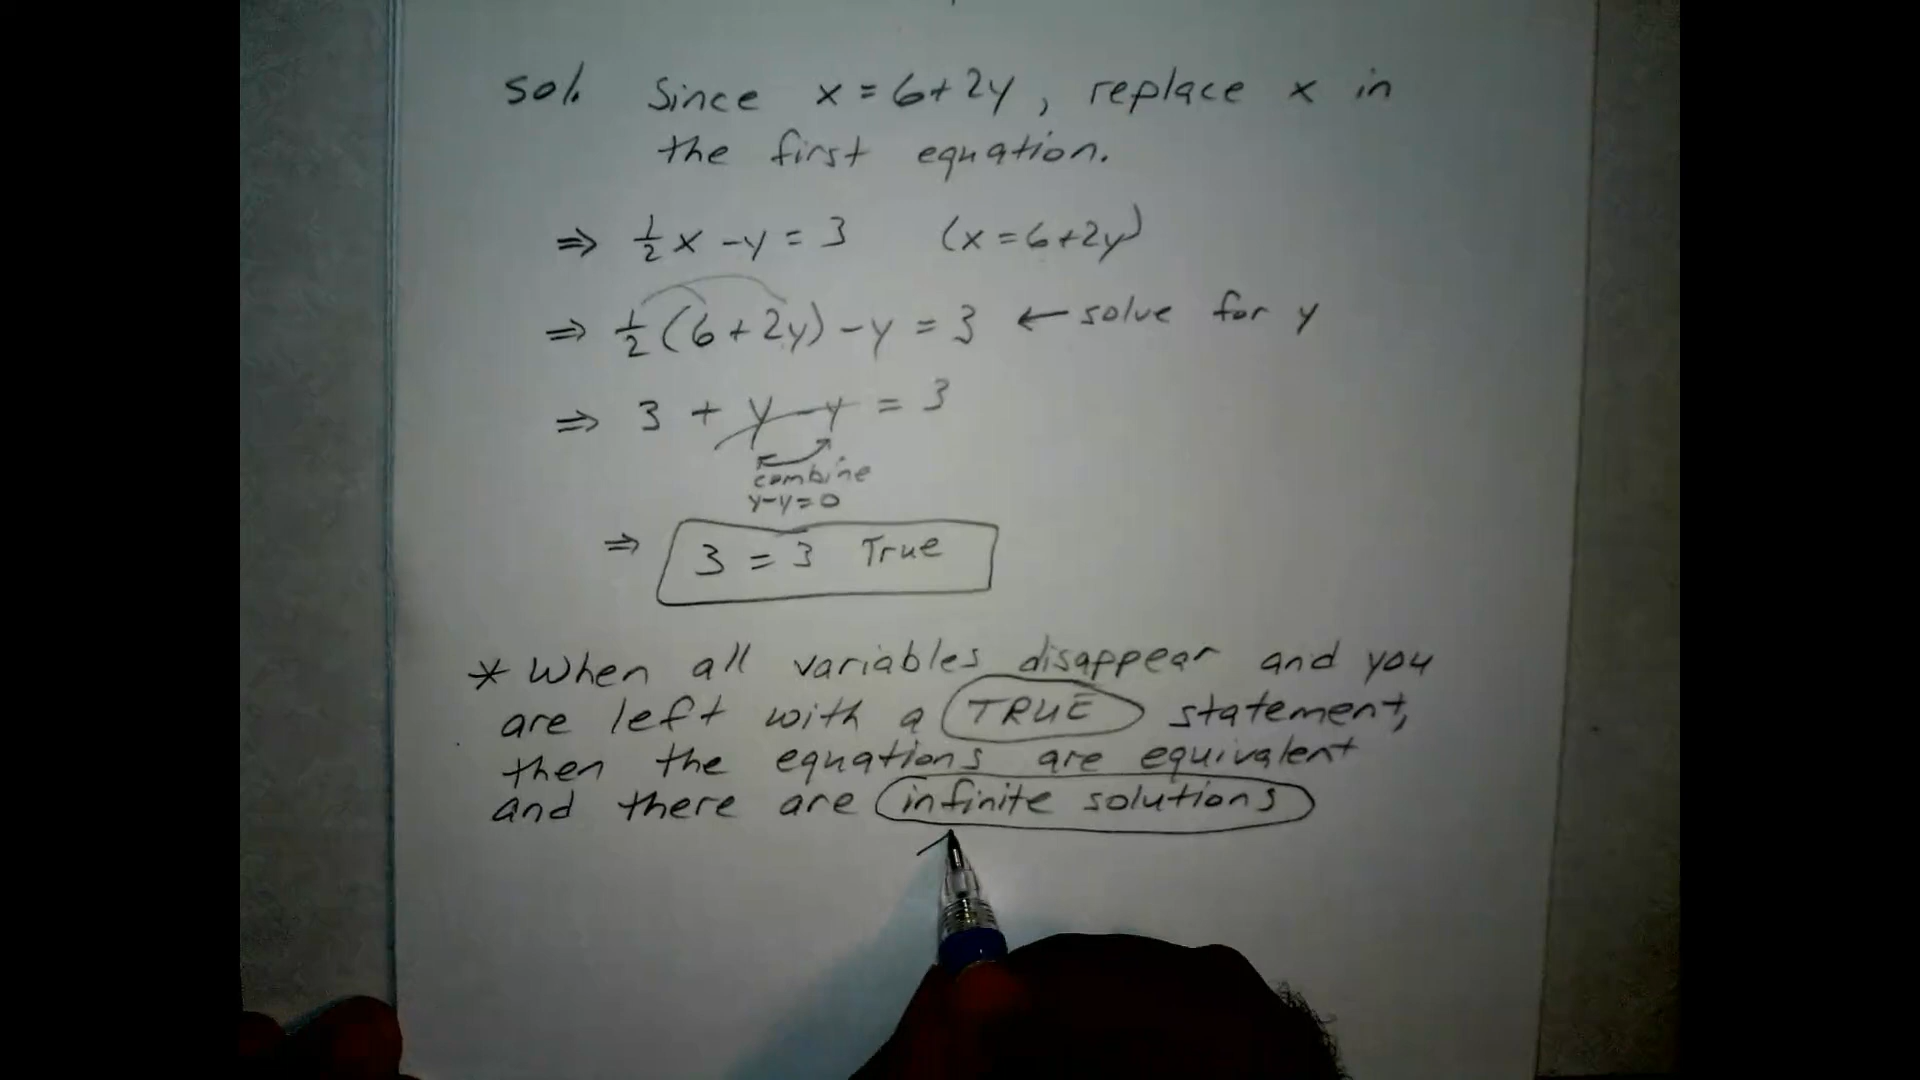 sol. Since x = 6+2y, replace x in
the first equation.
⇒ 1/2 x - y = 3 (x = 6+2y)
⇒ 1/2 (6+2y) - y = 3 ← solve for y
⇒ 3 + y - y = 3
combine
y-y=0
⇒ 3 = 3 True
* When all variables disappear and you
are left with a TRUE statement,
then the equations are equivalent
and there are infinite solutions